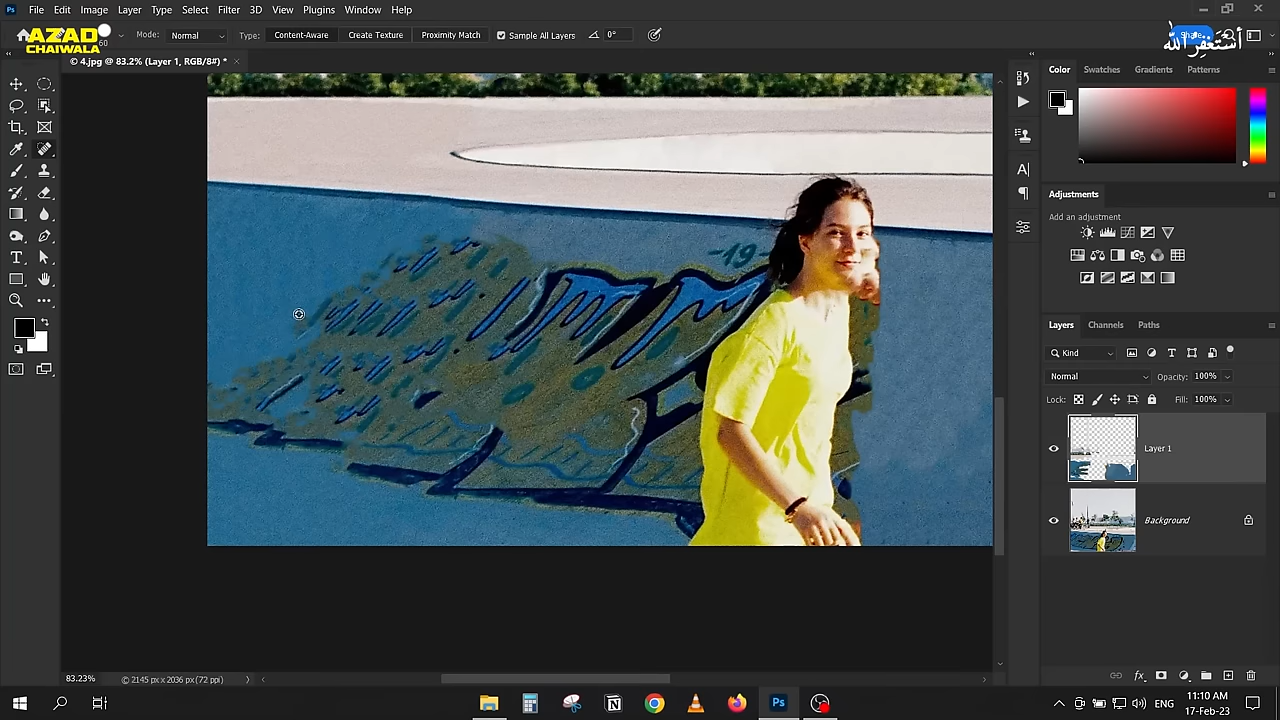 File Edit Image Layer Type Select Filter 3D View Plugins Window Help
AZAD
CHAIWALA
60
Mode: Normal Type: Content-Aware Create Texture Proximity Match Sample All Layers 0°
Share
أستغفر الله
© 4.jpg @ 83.2% (Layer 1, RGB/8#) *
Color Swatches Gradients Patterns
Adjustments
Add an adjustment
-19-
Layers Channels Paths
Kind
Normal Opacity: 100%
Lock: Fill: 100%
Layer 1
Background
83.23% © 2145 px x 2036 px (72 ppi)
ENG 11:10 AM
17-Feb-23